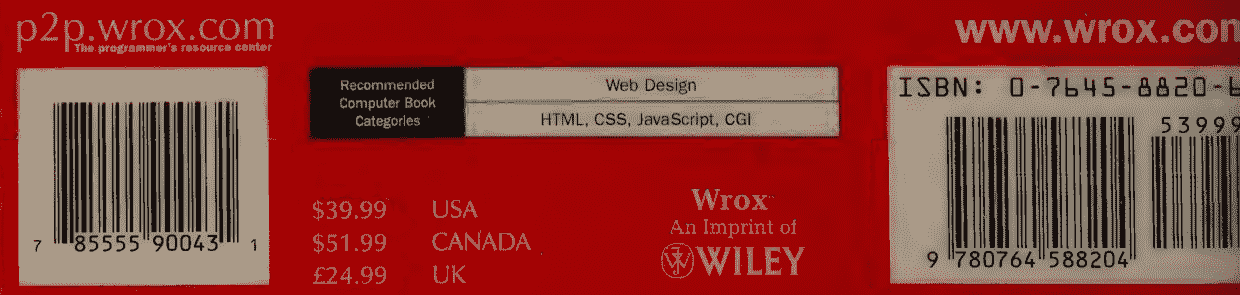 p2p.wrox.com
The programmer's resource center
7 85555 90043 1
Recommended
Computer Book
Categories
Web Design
HTML, CSS, JavaScript, CGI
$39.99 USA
$51.99 CANADA
£24.99 UK
Wrox
An Imprint of
WILEY
www.wrox.con
ISBN: 0-7645-8820-
53999
9 780764 588204